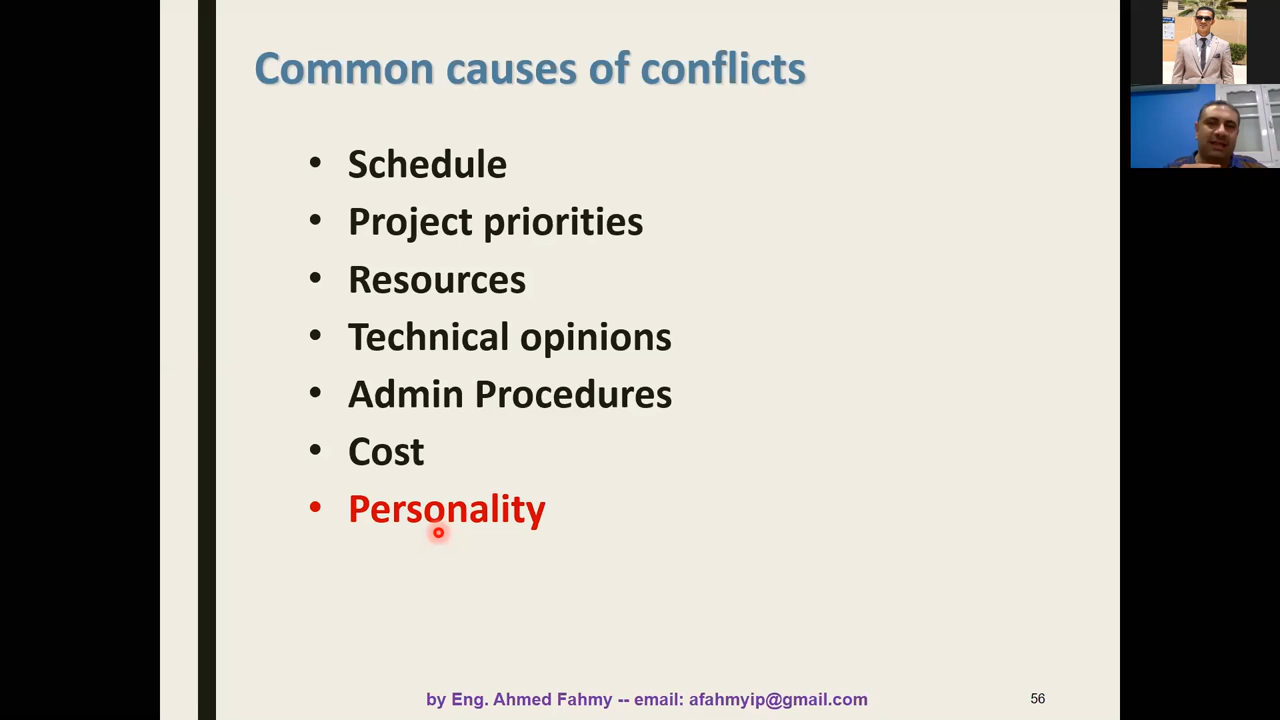 Common causes of conflicts
• Schedule
• Project priorities
• Resources
• Technical opinions
• Admin Procedures
• Cost
• Personality
by Eng. Ahmed Fahmy -- email: afahmyip@gmail.com
56